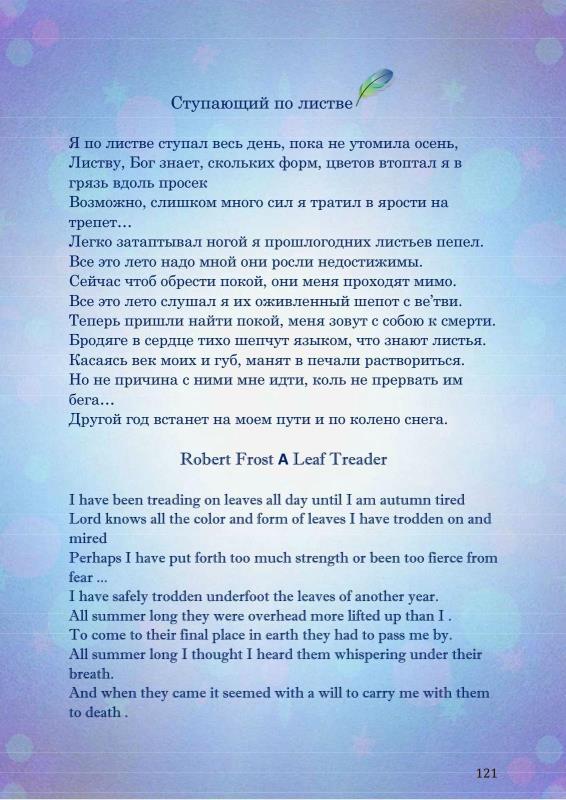 Ступающий по листве
Я по листве ступал весь день, пока не утомила осень,
Листву, Бог знает, скольких форм, цветов втоптал я в
грязь вдоль просек
Возможно, слишком много сил я тратил в ярости на
трепет…
Легко затаптывал ногой я прошлогодних листьев пепел.
Все это лето надо мной они росли недостижимы.
Сейчас чтоб обрести покой, они меня проходят мимо.
Все это лето слушал я их оживленный шепот с ве’тви.
Теперь пришли найти покой, меня зовут с собою к смерти.
Бродяге в сердце тихо шепчут языком, что знают листья.
Касаясь век моих и губ, манят в печали раствориться.
Но не причина с ними мне идти, коль не прервать им
бега…
Другой год встанет на моем пути и по колено снега.
Robert Frost A Leaf Treader
I have been treading on leaves all day until I am autumn tired
Lord knows all the color and form of leaves I have trodden on and
mired
Perhaps I have put forth too much strength or been too fierce from
fear ...
I have safely trodden underfoot the leaves of another year.
All summer long they were overhead more lifted up than I .
To come to their final place in earth they had to pass me by.
All summer long I thought I heard them whispering under their
breath.
And when they came it seemed with a will to carry me with them
to death .
121